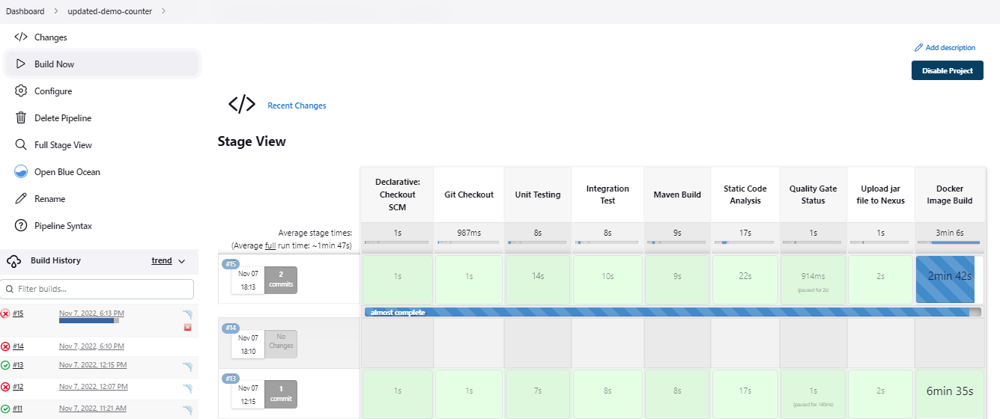 Dashboard > updated-demo-counter >
Changes
Build Now
Configure
Delete Pipeline
Full Stage View
Open Blue Ocean
Rename
Pipeline Syntax
Build History trend
Filter builds...
#15 Nov 7, 2022, 6:13 PM
#14 Nov 7, 2022, 6:10 PM
#13 Nov 7, 2022, 12:15 PM
#12 Nov 7, 2022, 12:07 PM
#11 Nov 7, 2022, 11:21 AM
Add description
Disable Project
Recent Changes
Stage View
Declarative:
Checkout
SCM
Git Checkout
Unit Testing
Integration
Test
Maven Build
Static Code
Analysis
Quality Gate
Status
Upload jar
file to Nexus
Docker
Image Build
Average stage times:
(Average full run time: ~1min 47s)
1s 987ms 8s 8s 9s 17s 1s 1s 3min 6s
#15
Nov 07
18:13
2
commits
1s 1s 14s 10s 9s 22s 914ms 2s 2min 42s
(paused for 2s)
almost complete
#14
Nov 07
18:10
No
Changes
#13
Nov 07
12:15
1
commit
1s 1s 7s 8s 8s 17s 1s 2s 6min 35s
(paused for 140ms)